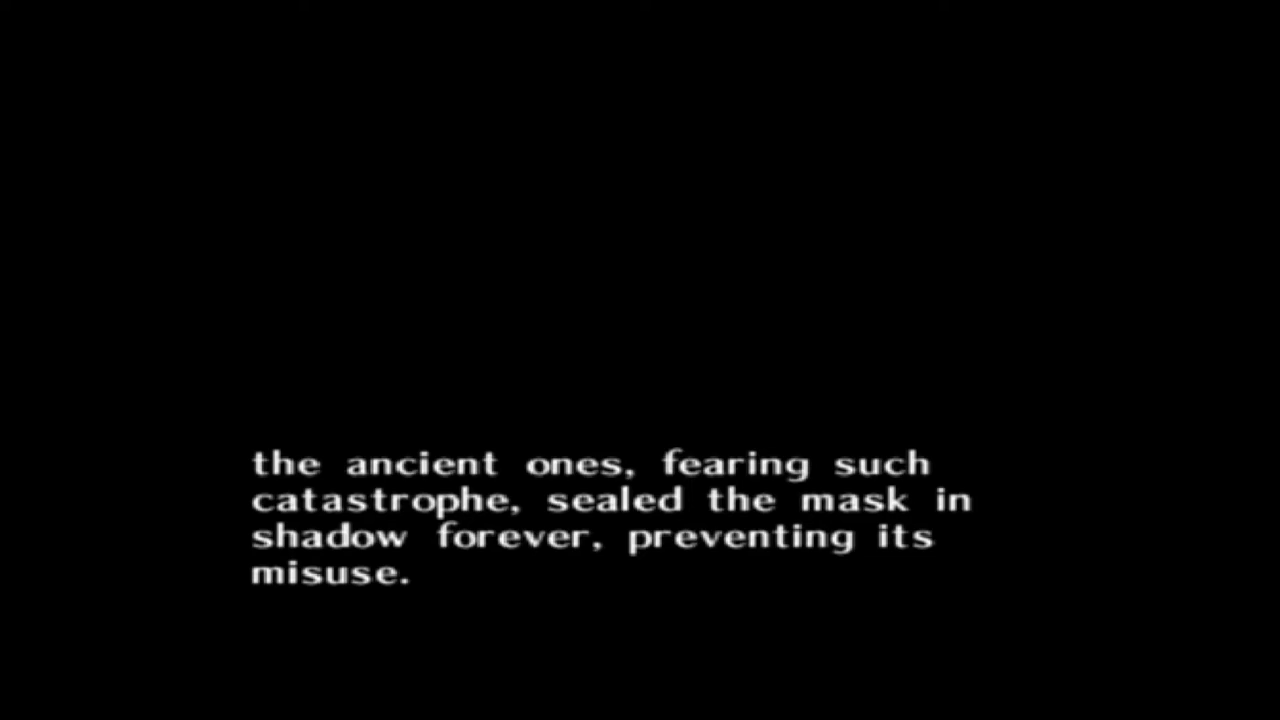 the ancient ones, fearing such
catastrophe, sealed the mask in
shadow forever, preventing its
misuse.